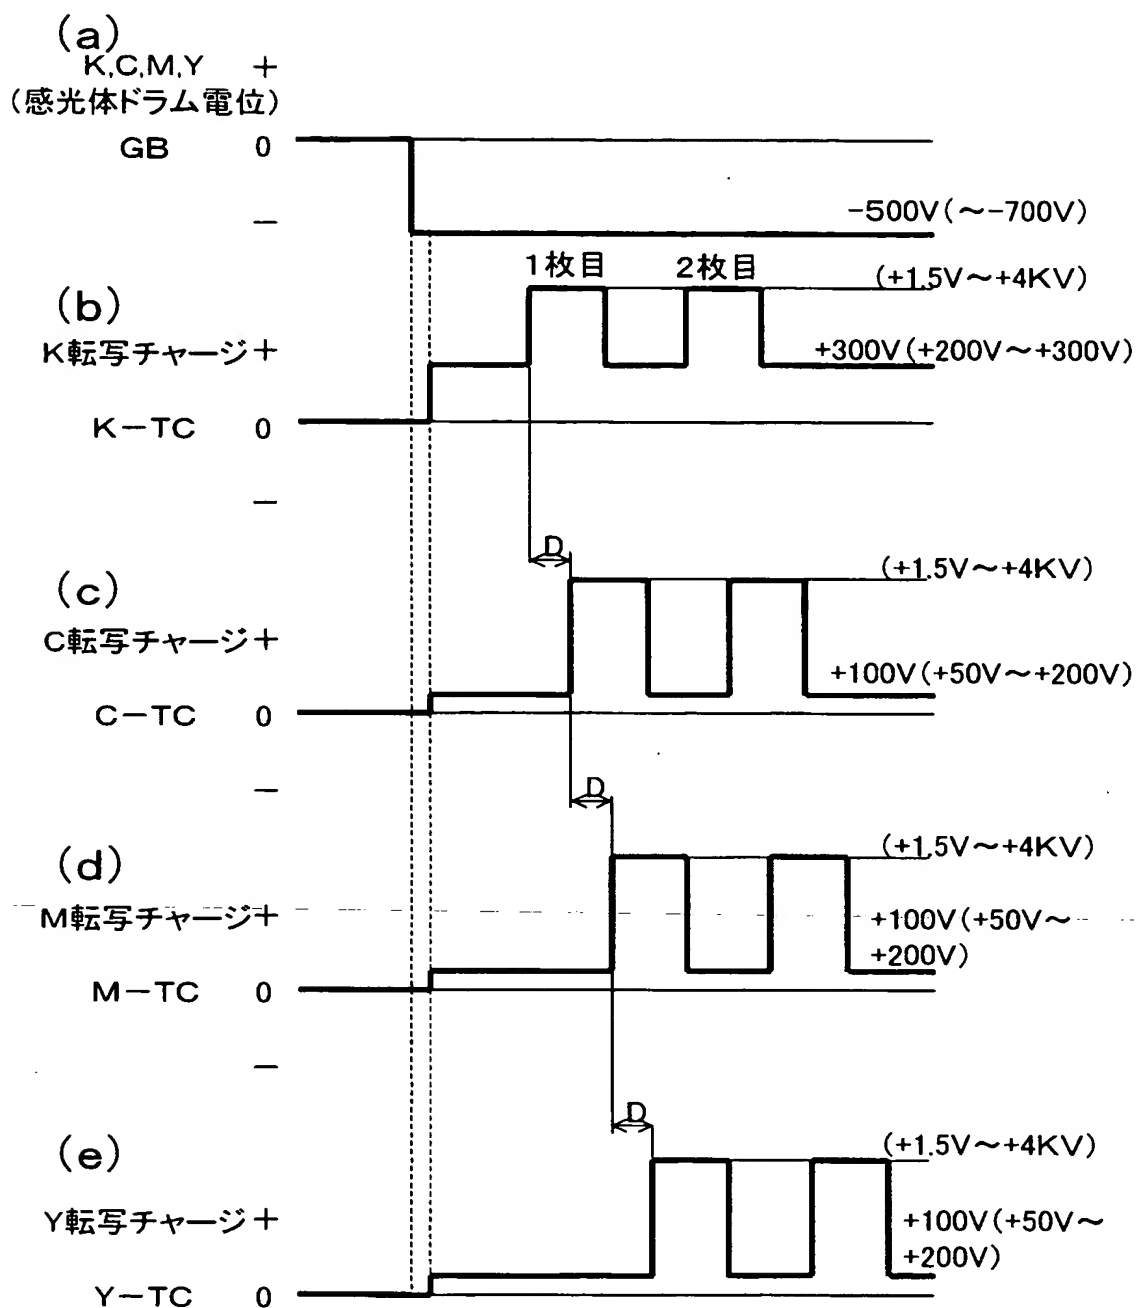 (a)
K,C,M,Y +
(感光体ドラム電位)
GB 0
−
−500V(～−700V)
1枚目 2枚目
(+1.5V～+4KV)
(b)
K転写チャージ +
+300V(+200V～+300V)
K−TC 0
−
D
(+1.5V～+4KV)
(c)
C転写チャージ +
+100V(+50V～+200V)
C−TC 0
−
D
(+1.5V～+4KV)
(d)
M転写チャージ +
+100V(+50V～
+200V)
M−TC 0
−
D
(+1.5V～+4KV)
(e)
Y転写チャージ +
+100V(+50V～
+200V)
Y−TC 0